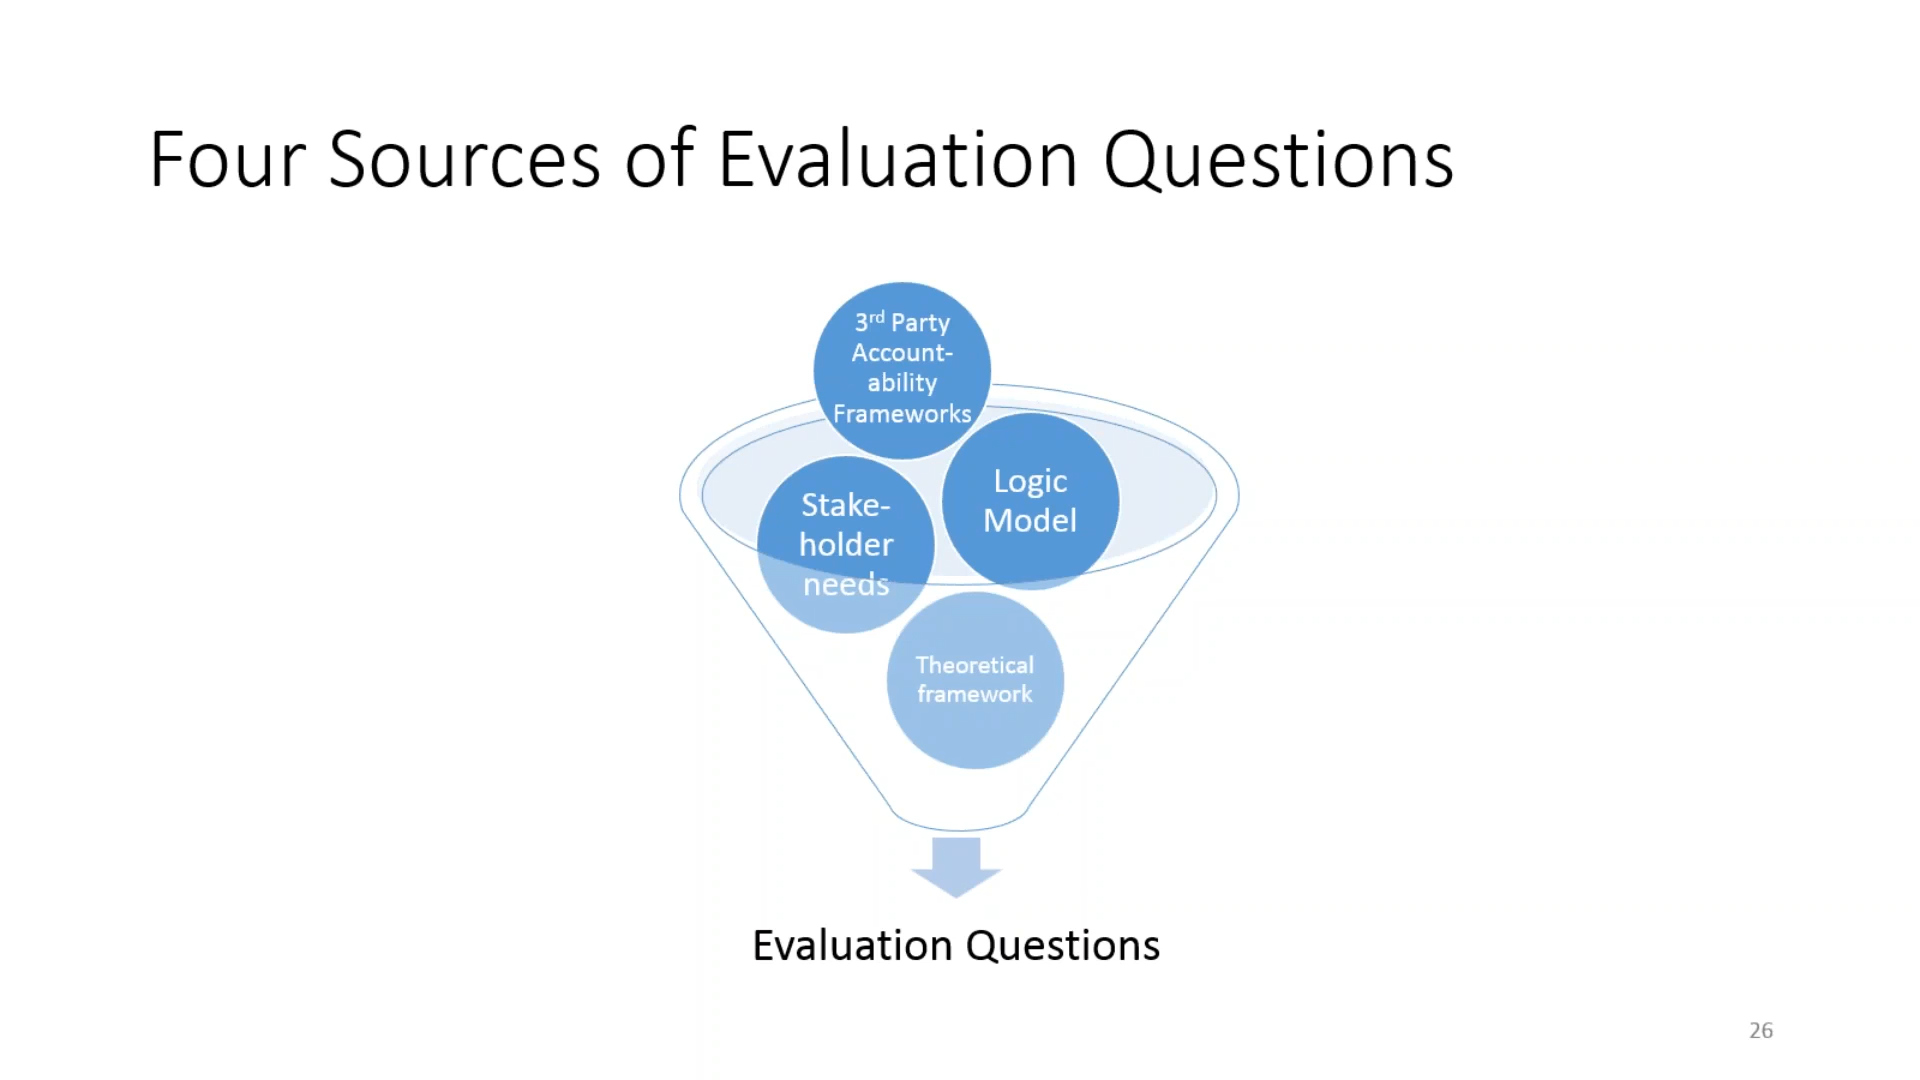 Four Sources of Evaluation Questions
3rd Party
Account-
ability
Frameworks
Logic
Model
Stake-
holder
needs
Theoretical
framework
Evaluation Questions
26